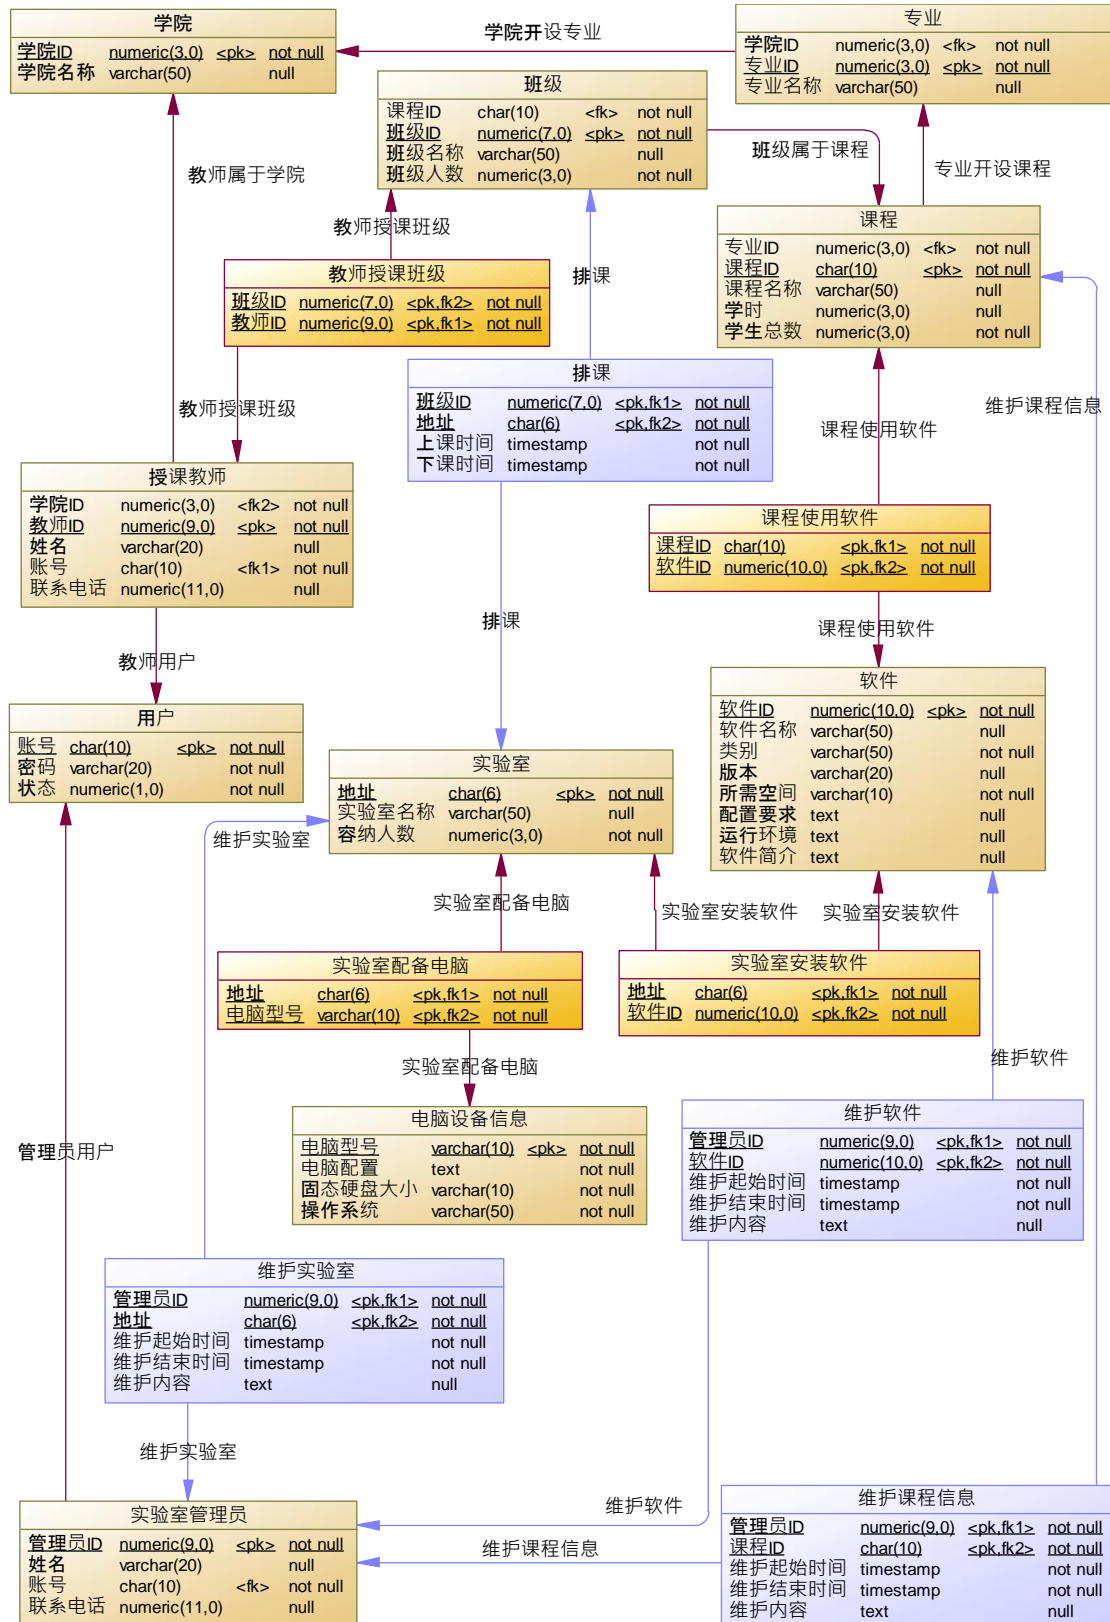 学院
学院ID numeric(3,0) <pk> not null
学院名称 varchar(50) null
学院开设专业
专业
学院ID numeric(3,0) <fk> not null
专业ID numeric(3,0) <pk> not null
专业名称 varchar(50) null
班级
课程ID char(10) <fk> not null
班级ID numeric(7,0) <pk> not null
班级名称 varchar(50) null
班级人数 numeric(3,0) not null
班级属于课程
专业开设课程
教师属于学院
教师授课班级
课程
专业ID numeric(3,0) <fk> not null
课程ID char(10) <pk> not null
课程名称 varchar(50) null
学时 numeric(3,0) null
学生总数 numeric(3,0) not null
教师授课班级
班级ID numeric(7,0) <pk,fk2> not null
教师ID numeric(9,0) <pk,fk1> not null
排课
排课
班级ID numeric(7,0) <pk,fk1> not null
地址 char(6) <pk,fk2> not null
上课时间 timestamp not null
下课时间 timestamp not null
教师授课班级
维护课程信息
课程使用软件
授课教师
学院ID numeric(3,0) <fk2> not null
教师ID numeric(9,0) <pk> not null
姓名 varchar(20) null
账号 char(10) <fk1> not null
联系电话 numeric(11,0) null
课程使用软件
课程ID char(10) <pk,fk1> not null
软件ID numeric(10,0) <pk,fk2> not null
排课
课程使用软件
教师用户
软件
软件ID numeric(10,0) <pk> not null
软件名称 varchar(50) null
类别 varchar(50) not null
版本 varchar(20) null
所需空间 varchar(10) not null
配置要求 text null
运行环境 text null
软件简介 text null
用户
账号 char(10) <pk> not null
密码 varchar(20) not null
状态 numeric(1,0) not null
实验室
地址 char(6) <pk> not null
实验室名称 varchar(50) null
容纳人数 numeric(3,0) not null
维护实验室
实验室配备电脑
实验室安装软件
实验室安装软件
实验室配备电脑
地址 char(6) <pk,fk1> not null
电脑型号 varchar(10) <pk,fk2> not null
实验室安装软件
地址 char(6) <pk,fk1> not null
软件ID numeric(10,0) <pk,fk2> not null
实验室配备电脑
维护软件
电脑设备信息
电脑型号 varchar(10) <pk> not null
电脑配置 text not null
固态硬盘大小 varchar(10) not null
操作系统 varchar(50) not null
维护软件
管理员ID numeric(9,0) <pk,fk1> not null
软件ID numeric(10,0) <pk,fk2> not null
维护起始时间 timestamp not null
维护结束时间 timestamp not null
维护内容 text null
管理员用户
维护实验室
管理员ID numeric(9,0) <pk,fk1> not null
地址 char(6) <pk,fk2> not null
维护起始时间 timestamp not null
维护结束时间 timestamp not null
维护内容 text null
维护实验室
维护软件
维护课程信息
实验室管理员
管理员ID numeric(9,0) <pk> not null
姓名 varchar(20) null
账号 char(10) <fk> not null
联系电话 numeric(11,0) null
维护课程信息
管理员ID numeric(9,0) <pk,fk1> not null
课程ID char(10) <pk,fk2> not null
维护起始时间 timestamp not null
维护结束时间 timestamp not null
维护内容 text null